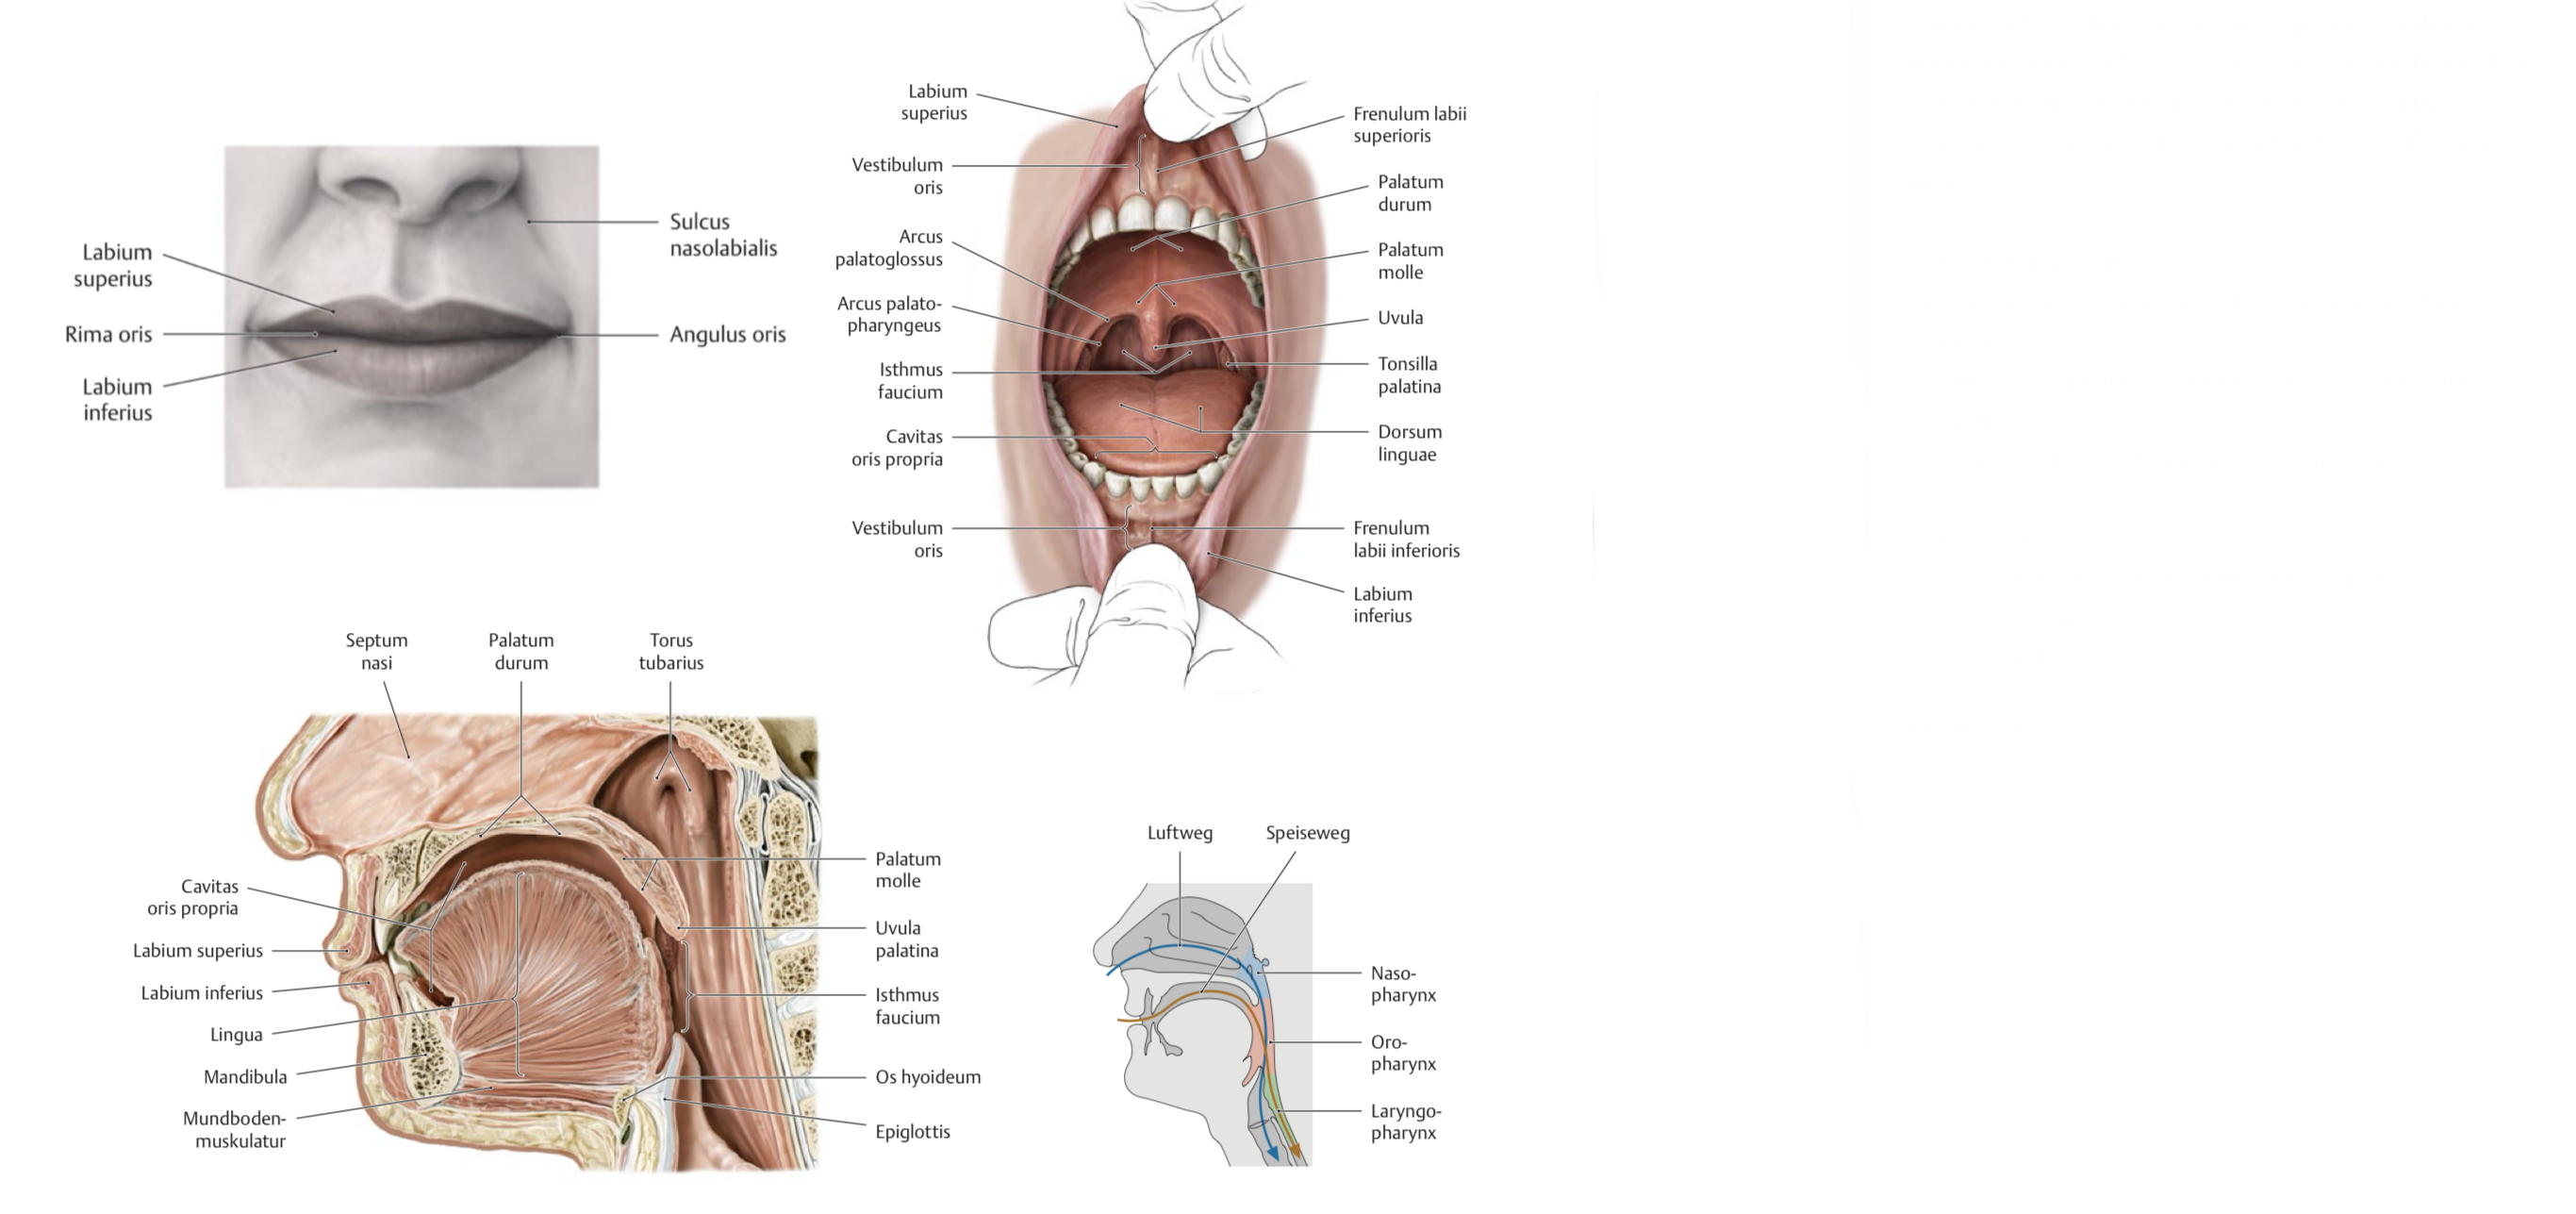 Labium
superius
Rima oris
Labium
inferius
Sulcus
nasolabialis
Angulus oris
Labium
superius
Vestibulum
oris
Arcus
palatoglossus
Arcus palato-
pharyngeus
Isthmus
faucium
Cavitas
oris propria
Vestibulum
oris
Frenulum labii
superioris
Palatum
durum
Palatum
molle
Uvula
Tonsilla
palatina
Dorsum
linguae
Frenulum
labii inferioris
Labium
inferius
Septum
nasi
Palatum
durum
Torus
tubarius
Cavitas
oris propria
Labium superius
Labium inferius
Lingua
Mandibula
Mundboden-
muskulatur
Palatum
molle
Uvula
palatina
Isthmus
faucium
Os hyoideum
Epiglottis
Luftweg
Speiseweg
Naso-
pharynx
Oro-
pharynx
Laryngo-
pharynx